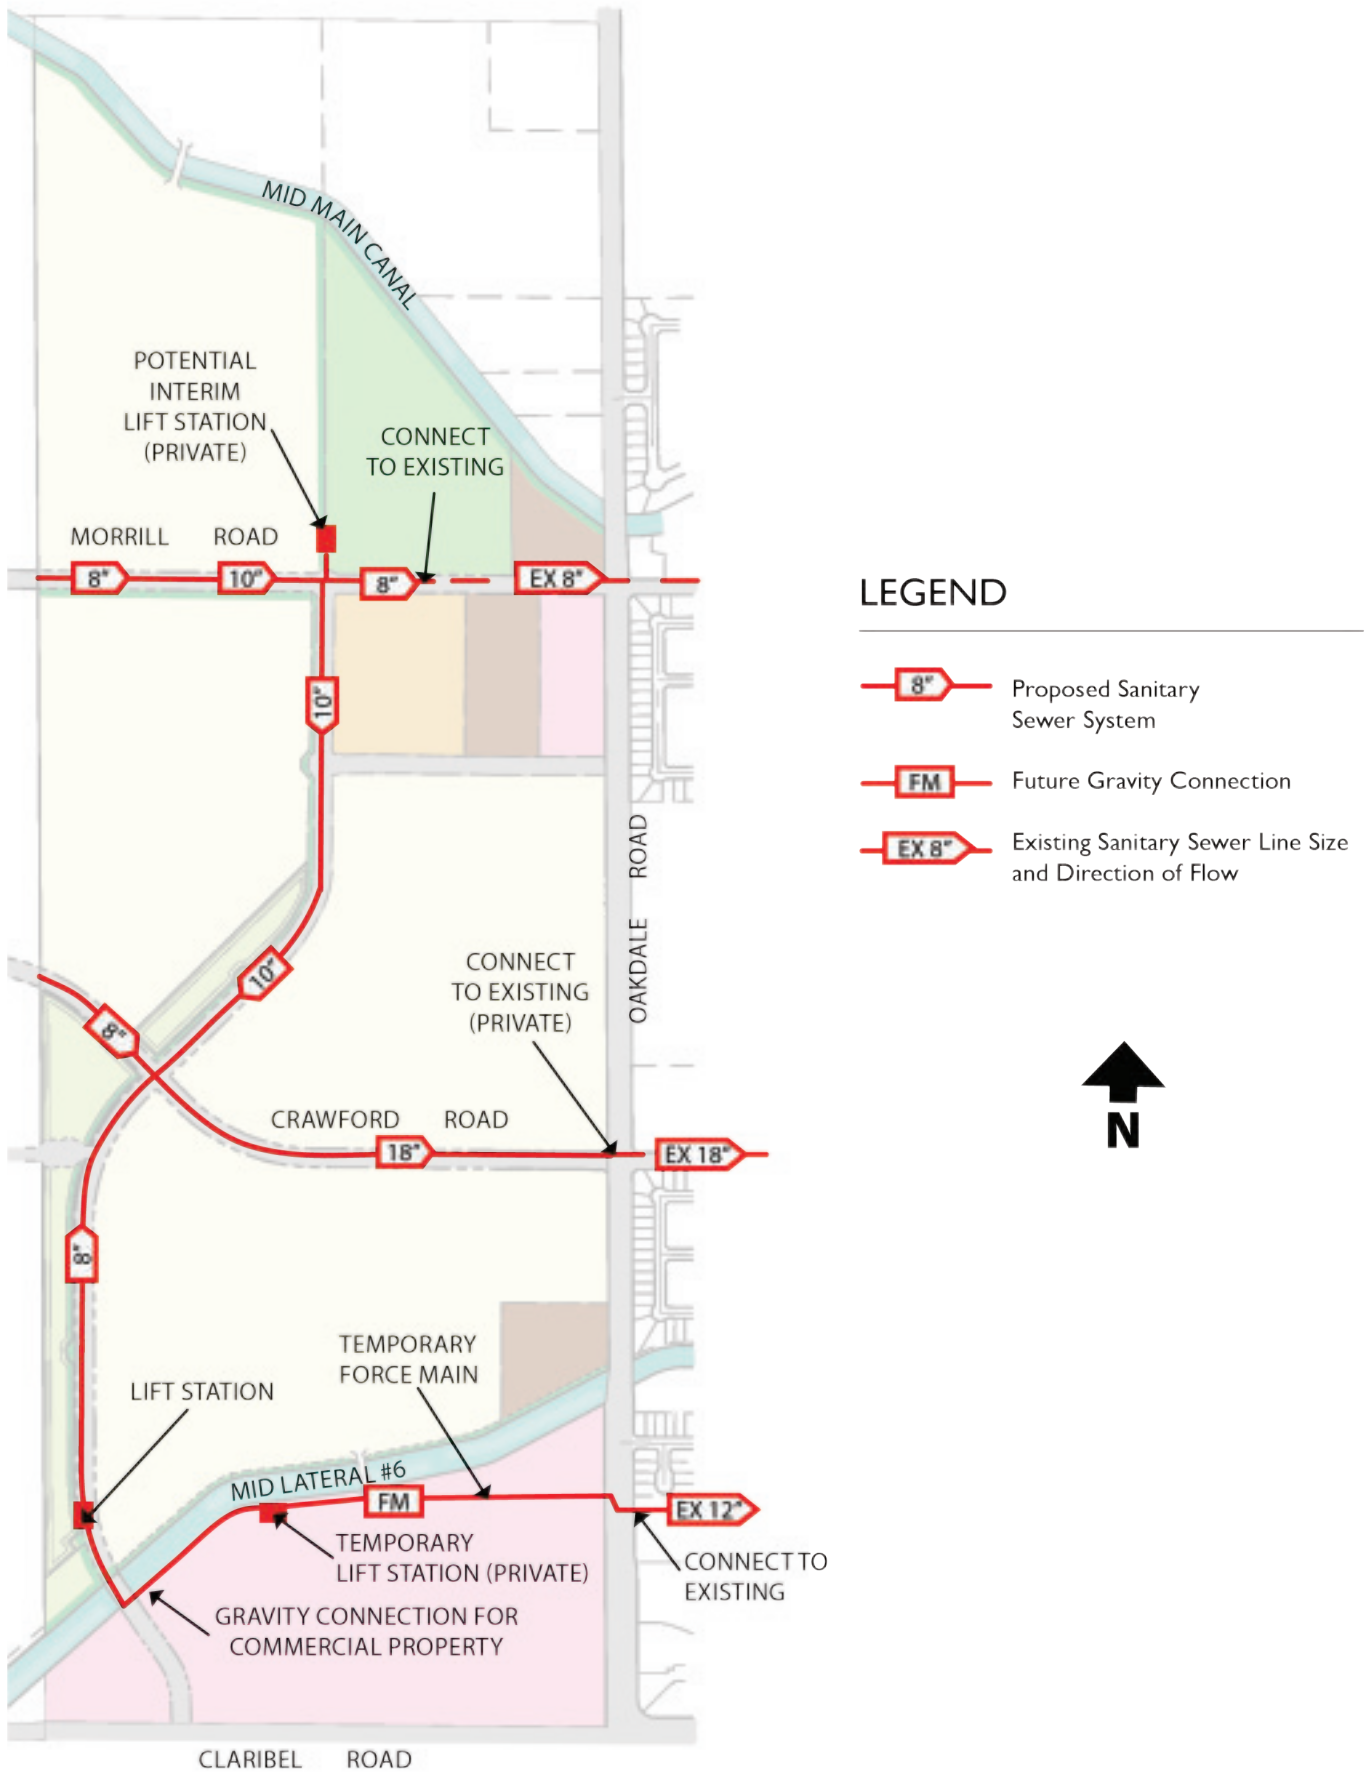 MID MAIN CANAL
POTENTIAL
INTERIM
LIFT STATION
(PRIVATE)
CONNECT
TO EXISTING
MORRILL ROAD
8"
10"
8"
EX 8"
10"
OAKDALE ROAD
10"
8"
CONNECT
TO EXISTING
(PRIVATE)
CRAWFORD ROAD
18"
EX 18"
8"
TEMPORARY
FORCE MAIN
LIFT STATION
MID LATERAL #6
FM
EX 12"
TEMPORARY
LIFT STATION (PRIVATE)
CONNECT TO
EXISTING
GRAVITY CONNECTION FOR
COMMERCIAL PROPERTY
CLARIBEL ROAD
LEGEND
8"
Proposed Sanitary
Sewer System
FM
Future Gravity Connection
EX 8"
Existing Sanitary Sewer Line Size
and Direction of Flow
N